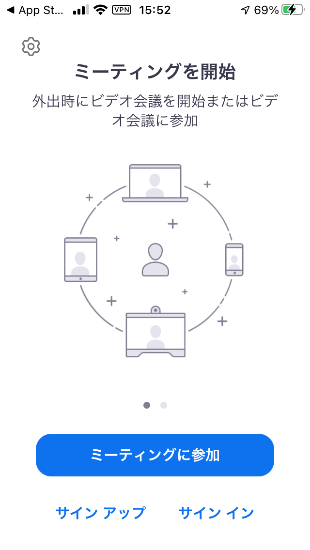 ◀ App St... VPN 15:52 69%
ミーティングを開始
外出時にビデオ会議を開始またはビデ
オ会議に参加
ミーティングに参加
サイン アップ サイン イン